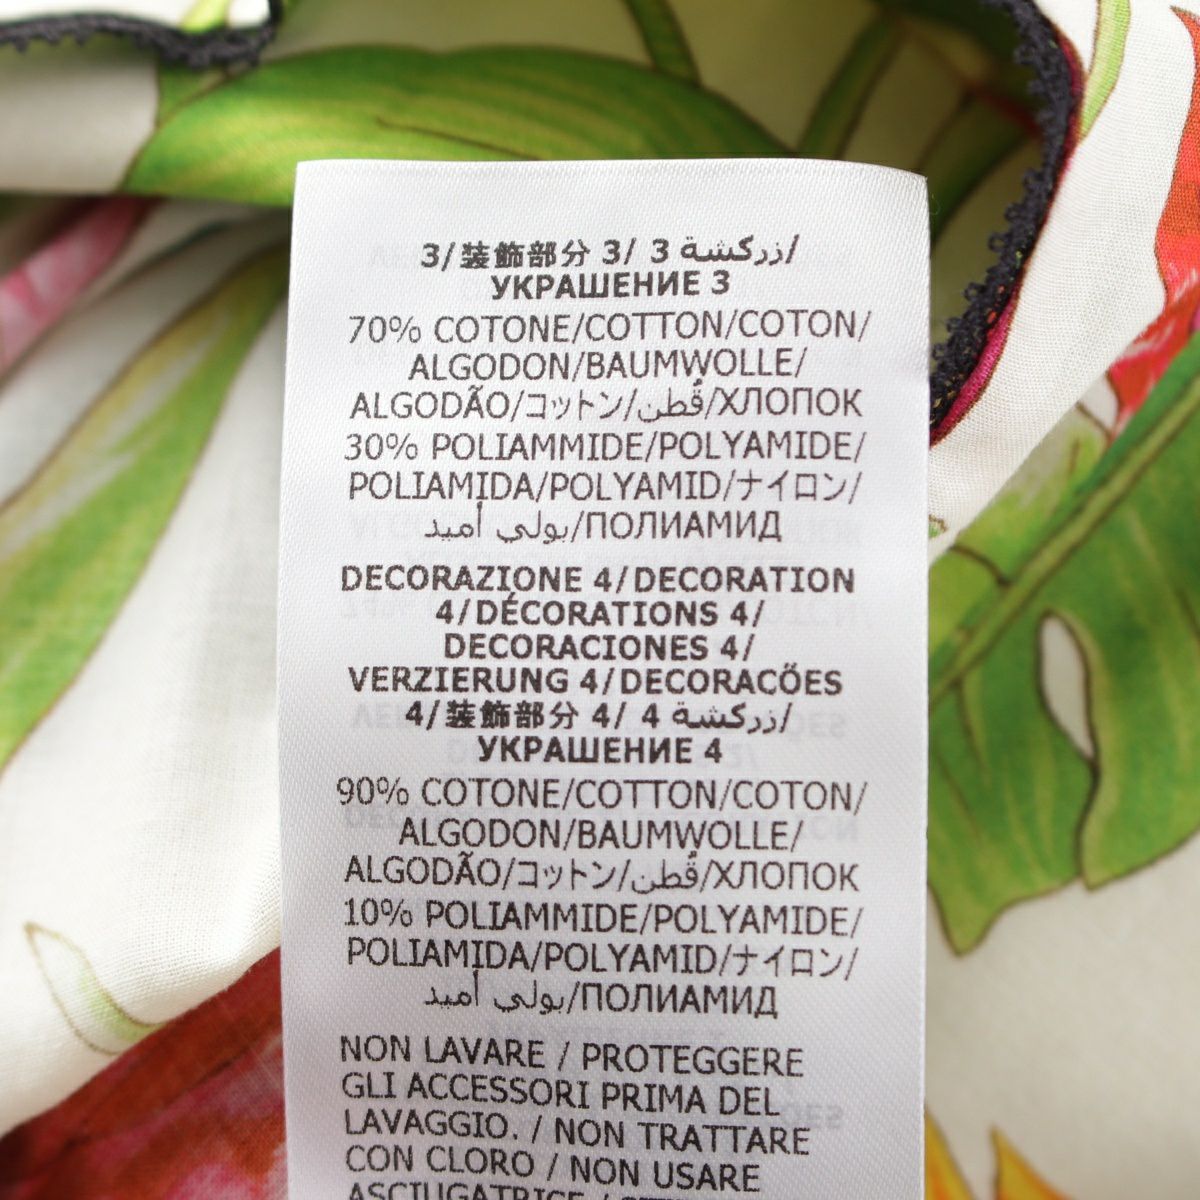 3/装飾部分 3/ زركشة 3/
УКРАШЕНИЕ 3
70% COTONE/COTTON/COTON/
ALGODON/BAUMWOLLE/
ALGODÃO/コットン/قُطن/ХЛОПОК
30% POLIAMMIDE/POLYAMIDE/
POLIAMIDA/POLYAMID/ナイロン/
بولي أميد/ПОЛИАМИД
DECORAZIONE 4/DECORATION
4/DÉCORATIONS 4/
DECORACIONES 4/
VERZIERUNG 4/DECORACÖES
4/装飾部分 4/ زركشة 4/
УКРАШЕНИЕ 4
90% COTONE/COTTON/COTON/
ALGODON/BAUMWOLLE/
ALGODÃO/コットン/قُطن/ХЛОПОК
10% POLIAMMIDE/POLYAMIDE/
POLIAMIDA/POLYAMID/ナイロン/
بولي أميد/ПОЛИАМИД
NON LAVARE / PROTEGGERE
GLI ACCESSORI PRIMA DEL
LAVAGGIO. / NON TRATTARE
CON CLORO / NON USARE
ASCIUGATRICE /